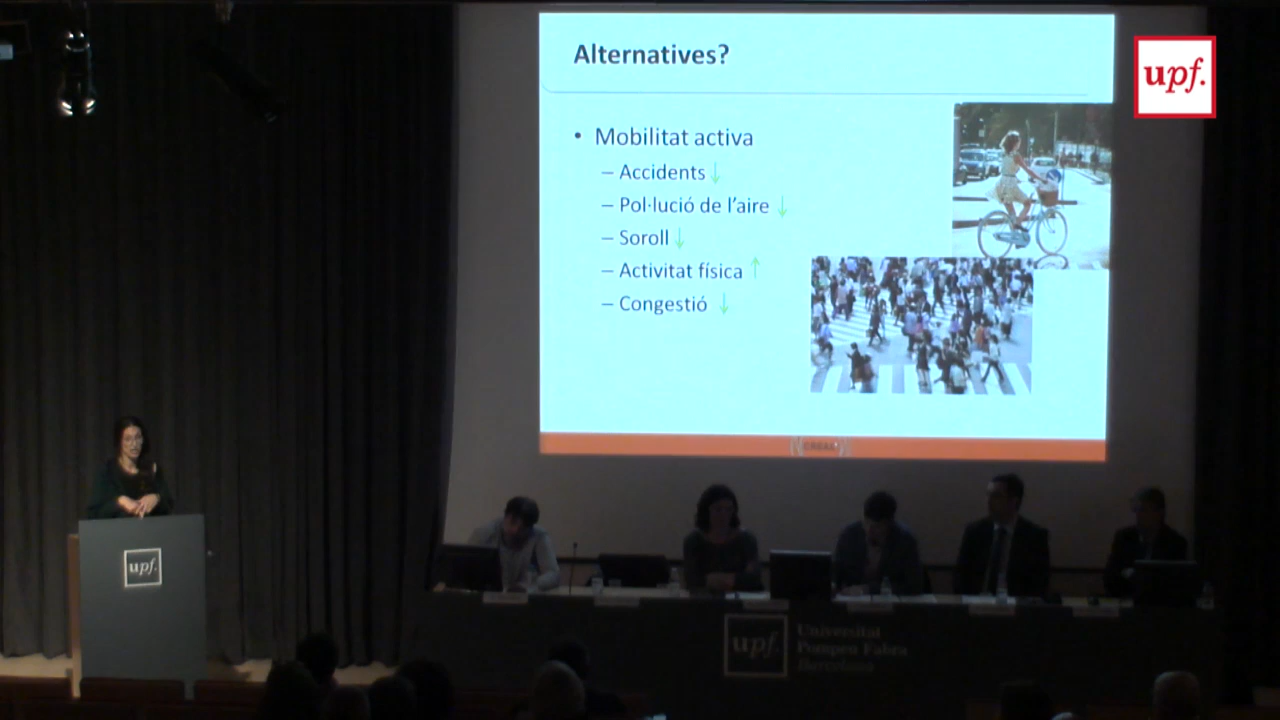 Alternatives?
upf.
• Mobilitat activa
– Accidents ↓
– Pol·lució de l'aire ↓
– Soroll ↓
– Activitat física ↑
– Congestió ↓
CREAL
upf.
upf.
Universitat
Pompeu Fabra
Barcelona